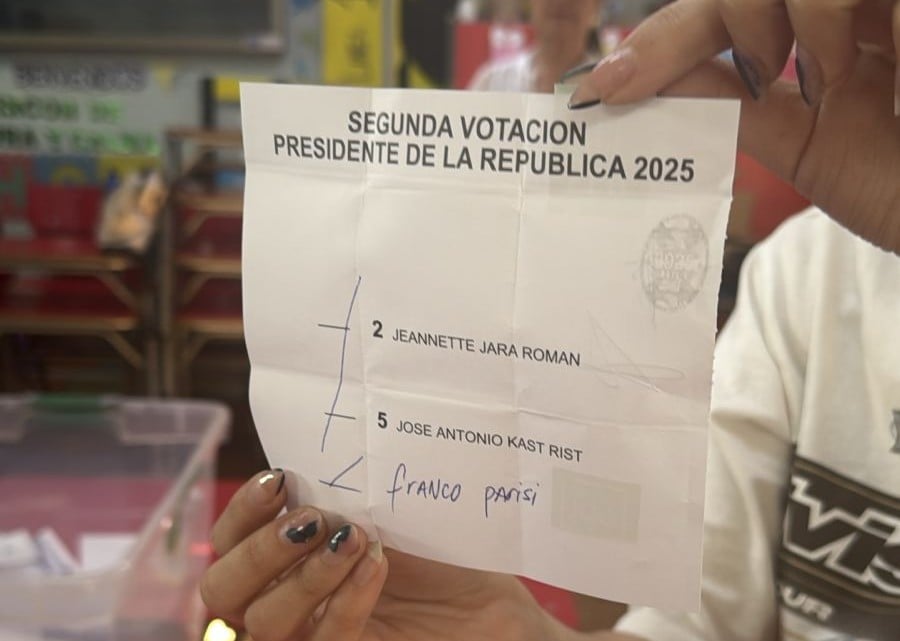 SEGUNDA VOTACION
PRESIDENTE DE LA REPUBLICA 2025
2 JEANNETTE JARA ROMAN
5 JOSE ANTONIO KAST RIST
franco parisi